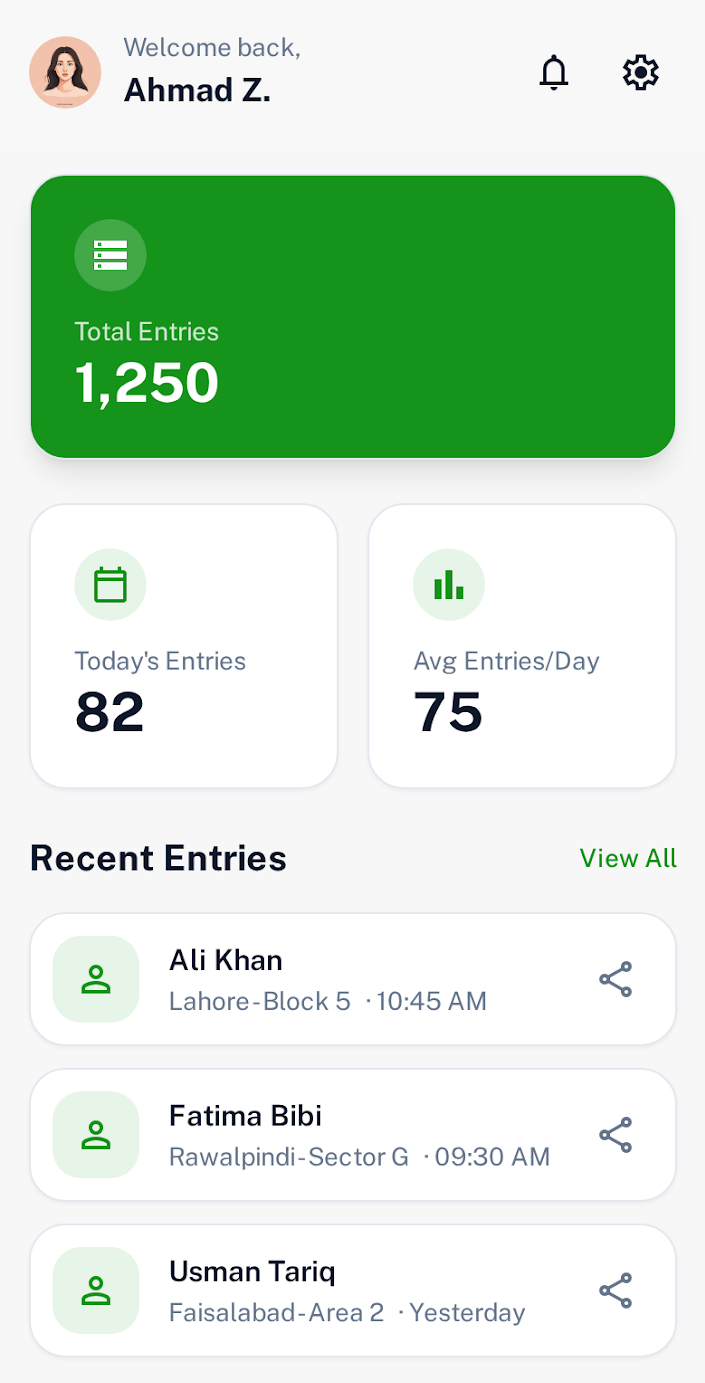 Welcome back,
Ahmad Z.
Total Entries
1,250
Today's Entries
82
Avg Entries/Day
75
Recent Entries
View All
Ali Khan
Lahore-Block 5 · 10:45 AM
Fatima Bibi
Rawalpindi-Sector G · 09:30 AM
Usman Tariq
Faisalabad-Area 2 · Yesterday